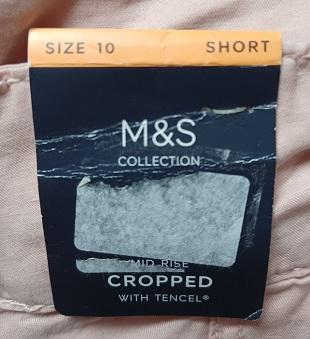 SIZE 10 SHORT
M&S
COLLECTION
MID RISE
CROPPED
WITH TENCEL®